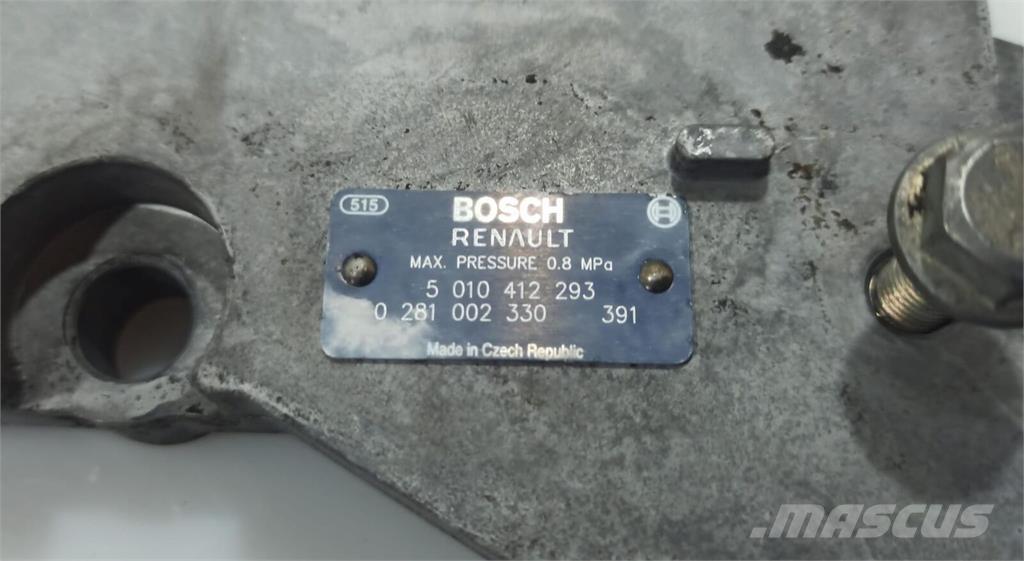 515 BOSCH
RENAULT
MAX. PRESSURE 0.8 MPa
5 010 412 293
0 281 002 330 391
Made in Czech Republic
MASCUS